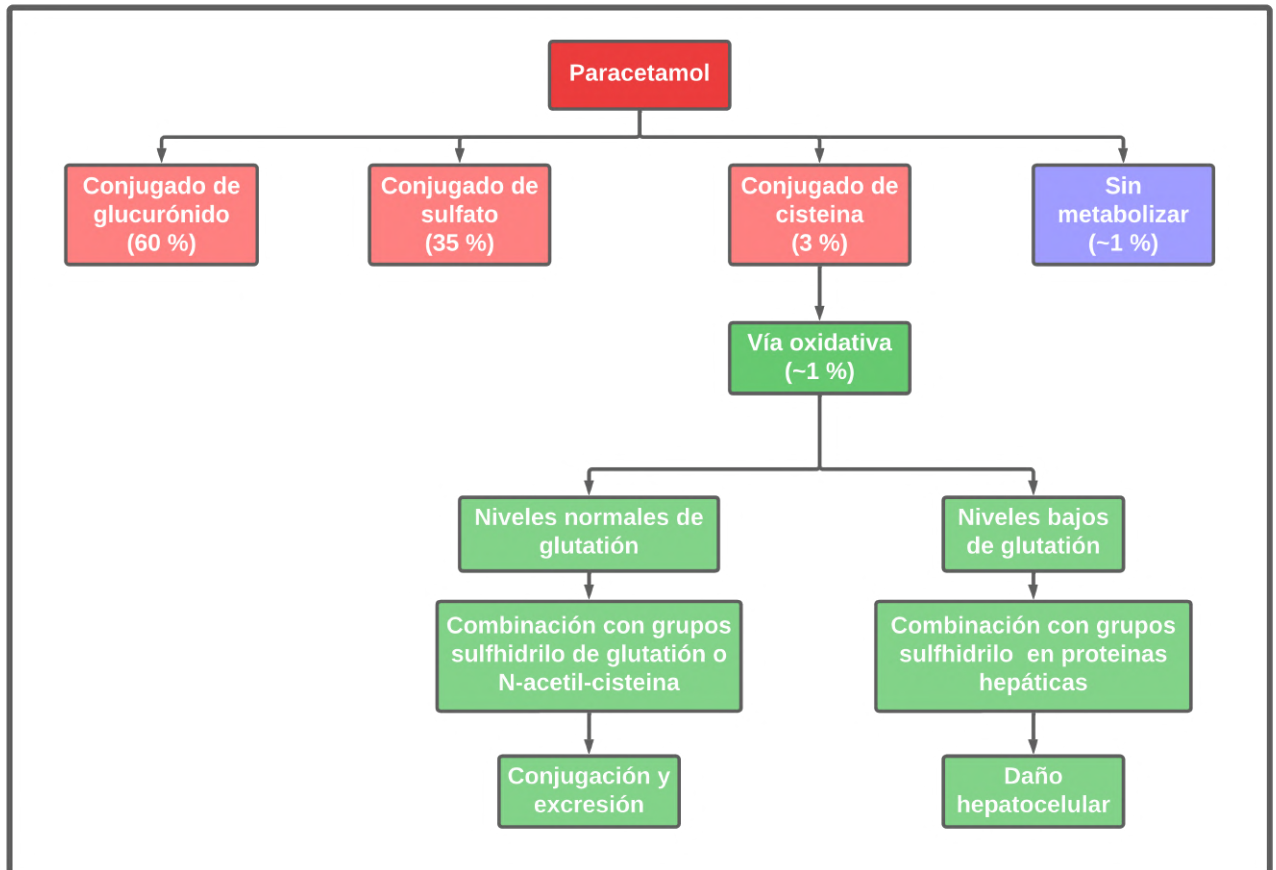 Paracetamol
Conjugado de
glucurónido
(60 %)
Conjugado de
sulfato
(35 %)
Conjugado de
cisteina
(3 %)
Sin
metabolizar
(~1 %)
Vía oxidativa
(~1 %)
Niveles normales de
glutatión
Niveles bajos
de glutatión
Combinación con grupos
sulfhidrilo de glutatión o
N-acetil-cisteina
Combinación con grupos
sulfhidrilo en proteinas
hepáticas
Conjugación y
excresión
Daño
hepatocelular